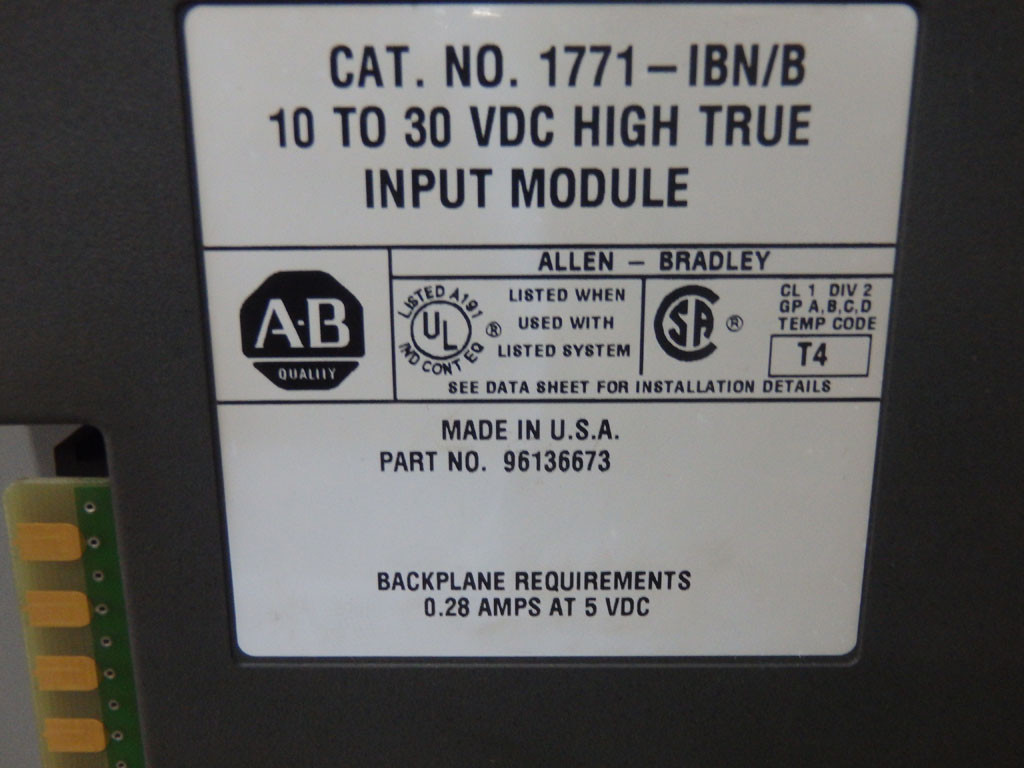 CAT. NO. 1771-IBN/B
10 TO 30 VDC HIGH TRUE
INPUT MODULE
ALLEN - BRADLEY
A·B
QUALITY
LISTED A191
UL
IND CONT EQ
®
LISTED WHEN
USED WITH
LISTED SYSTEM
SA
®
CL 1 DIV 2
GP A,B,C,D
TEMP CODE
T4
SEE DATA SHEET FOR INSTALLATION DETAILS
MADE IN U.S.A.
PART NO. 96136673
BACKPLANE REQUIREMENTS
0.28 AMPS AT 5 VDC